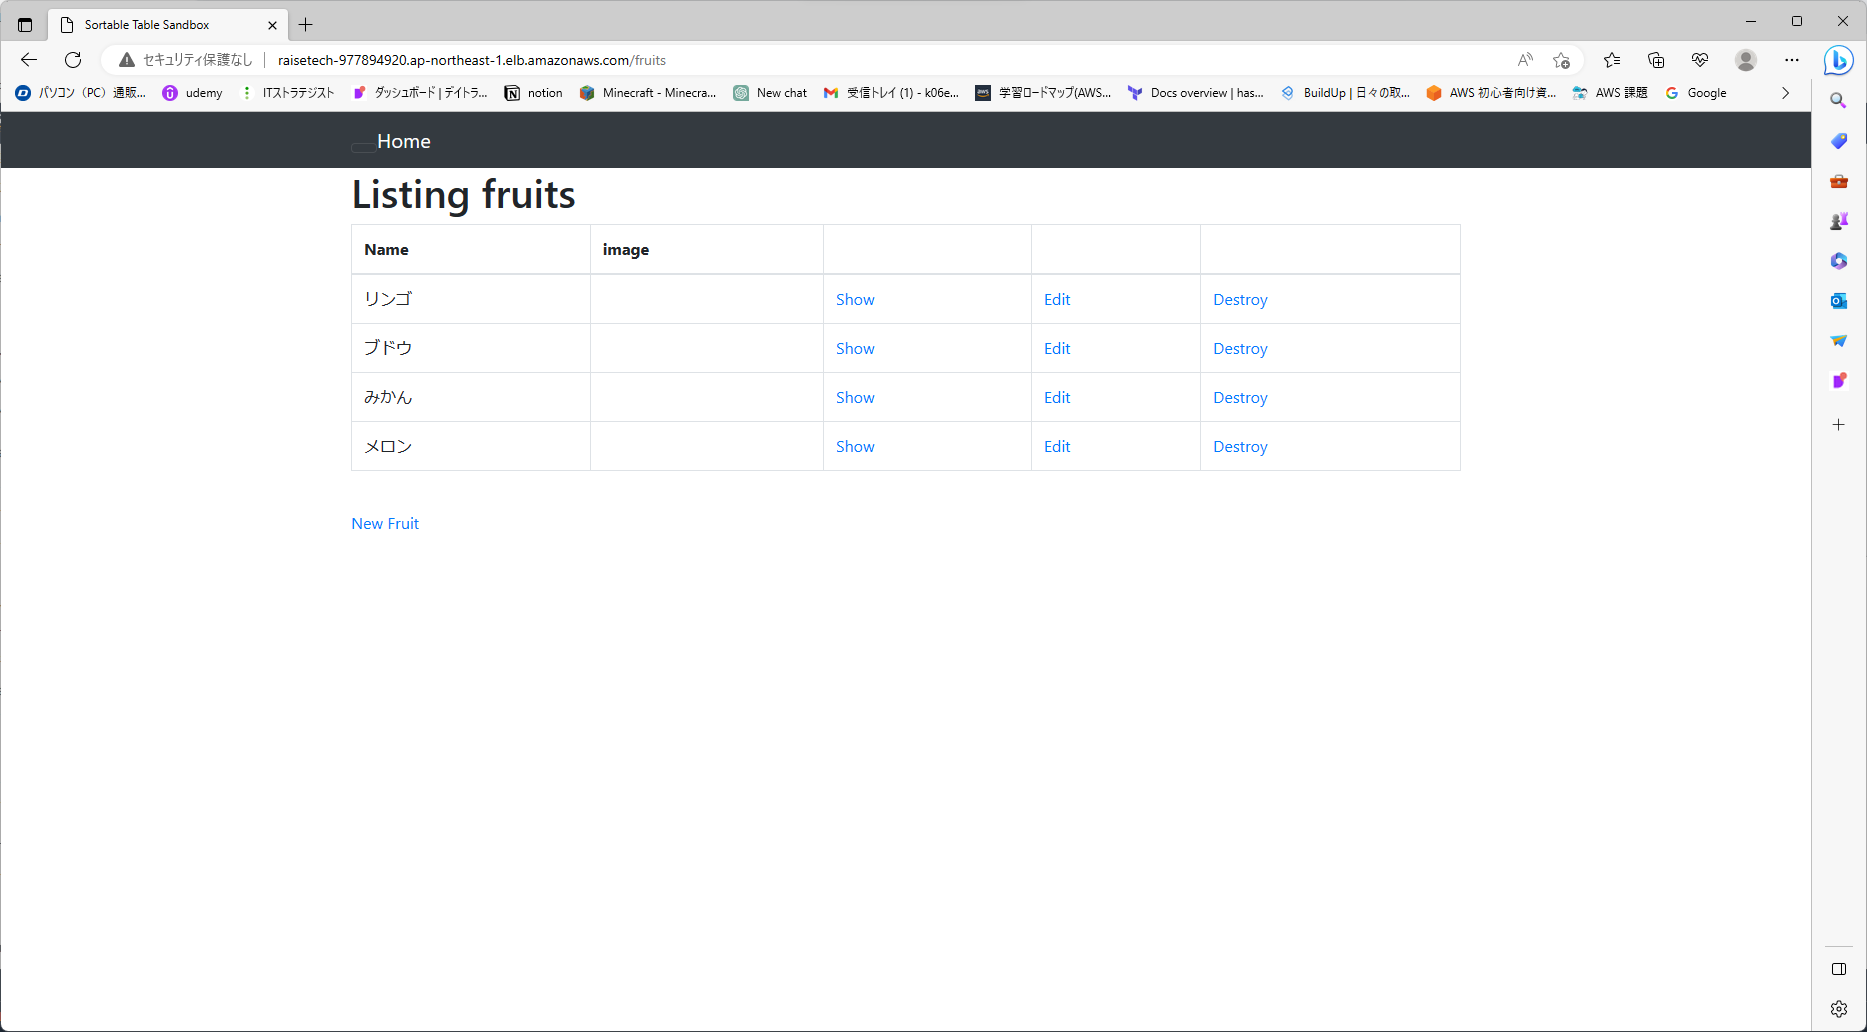 Sortable Table Sandbox
セキュリティ保護なし raisetech-977894920.ap-northeast-1.elb.amazonaws.com/fruits
パソコン（PC）通販... udemy ITストラテジスト ダッシュボード | デイトラ... notion Minecraft - Minecra... New chat 受信トレイ (1) - k06e... 学習ロードマップ(AWS... Docs overview | has... BuildUp | 日々の取... AWS 初心者向け資... AWS 課題 Google
Home
Listing fruits
Name image
リンゴ Show Edit Destroy
ブドウ Show Edit Destroy
みかん Show Edit Destroy
メロン Show Edit Destroy
New Fruit